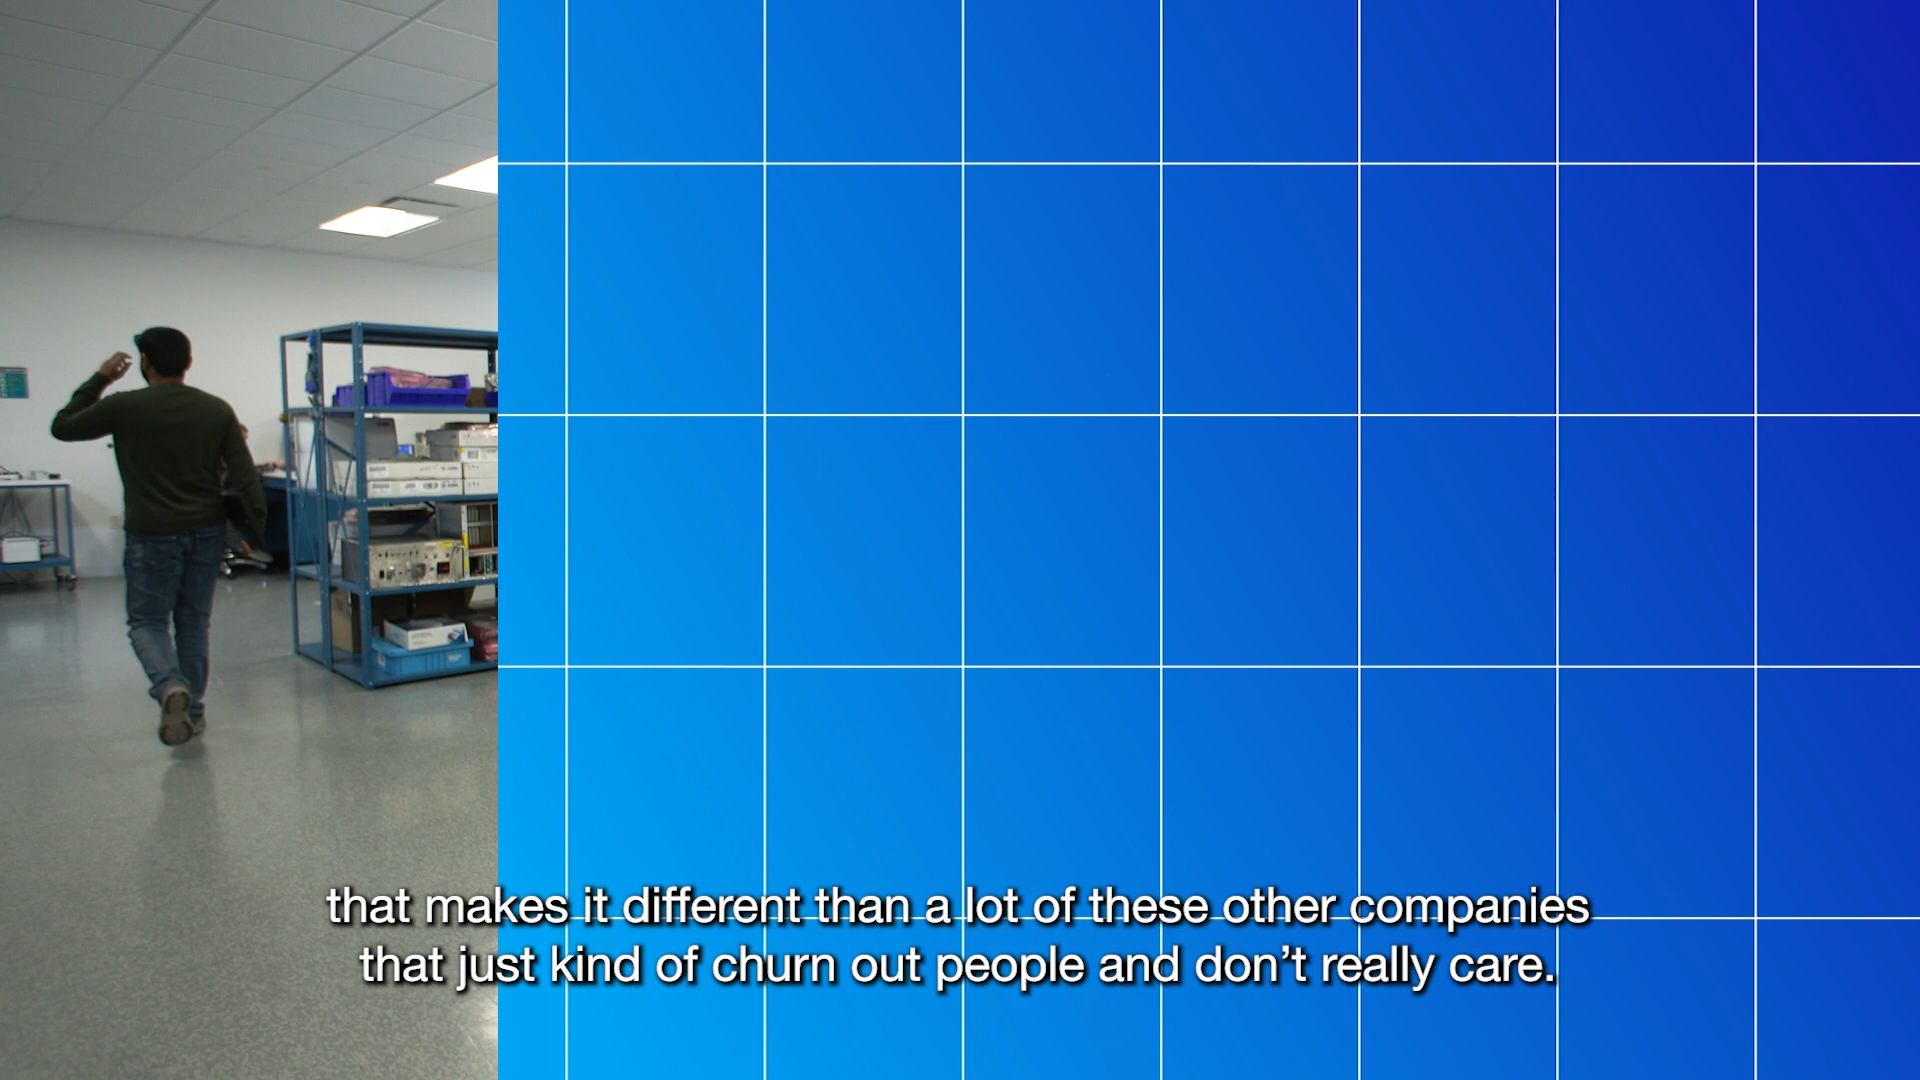 that makes it different than a lot of these other companies
that just kind of churn out people and don’t really care.